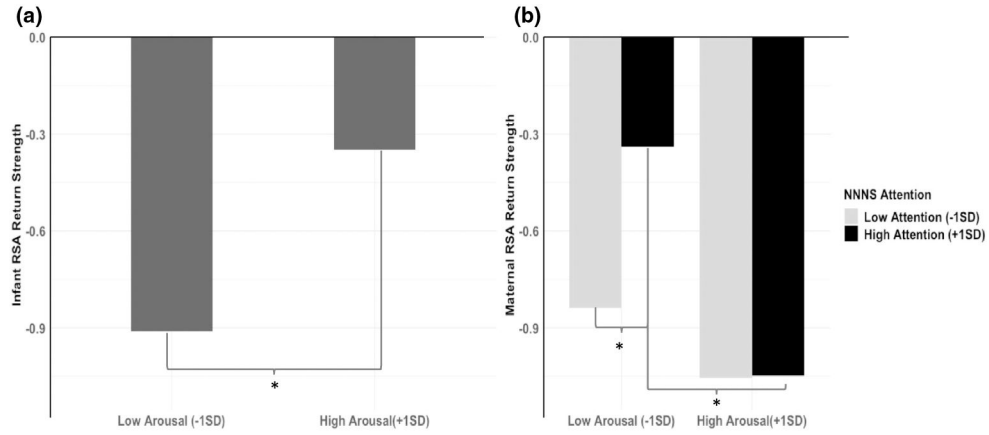 (a)
0.0
-0.3
-0.6
-0.9
Infant RSA Return Strength
*
Low Arousal (-1SD)
High Arousal(+1SD)
(b)
0.0
-0.3
-0.6
-0.9
Maternal RSA Return Strength
*
*
Low Arousal (-1SD)
High Arousal(+1SD)
NNNS Attention
Low Attention (-1SD)
High Attention (+1SD)